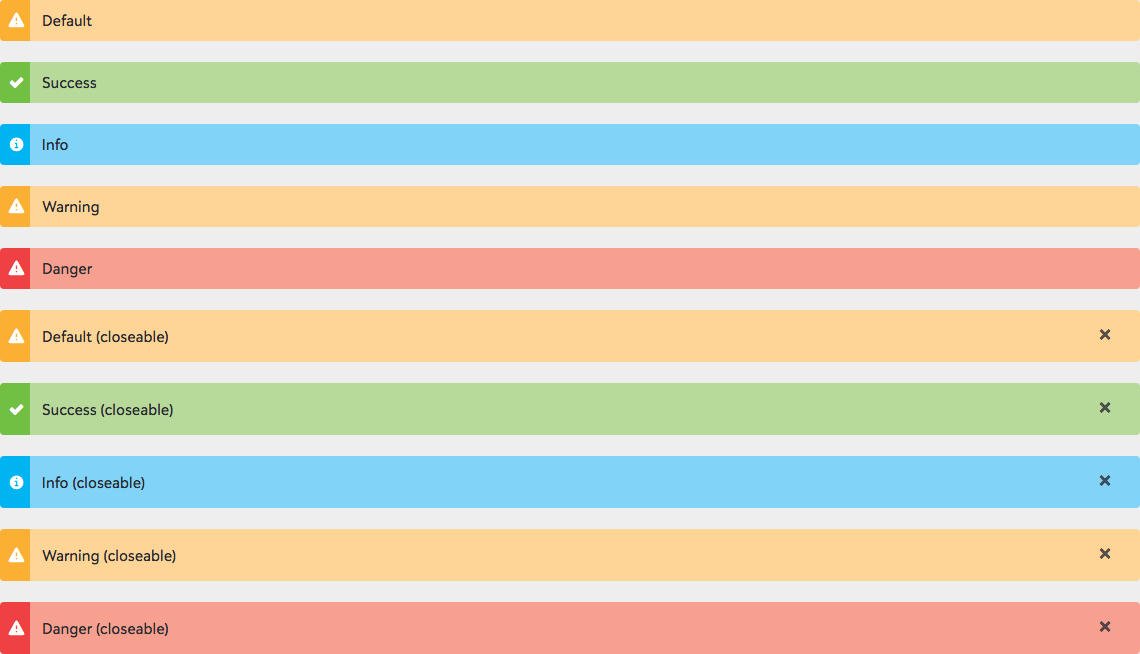 Default
Success
Info
Warning
Danger
Default (closeable)
Success (closeable)
Info (closeable)
Warning (closeable)
Danger (closeable)